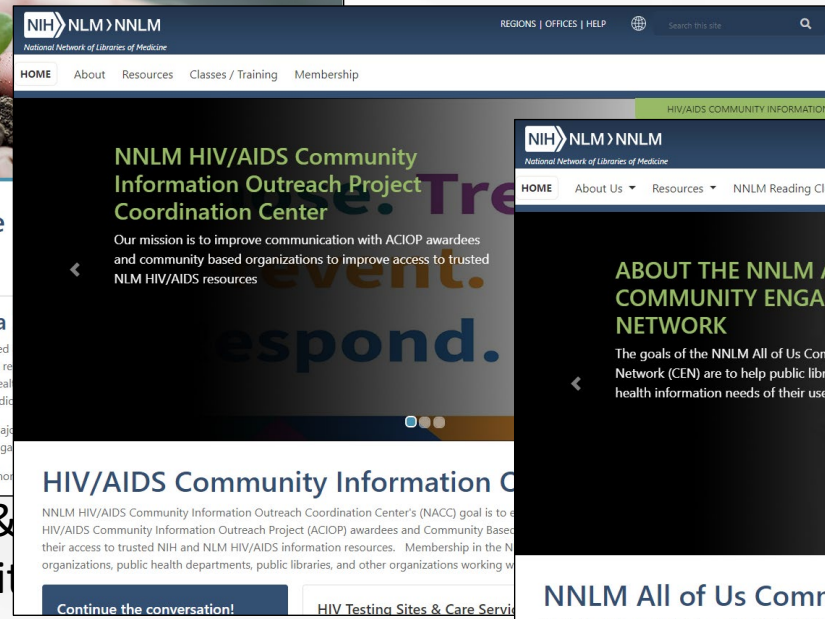 NIH NLM NNLM
National Network of Libraries of Medicine
REGIONS | OFFICES | HELP
Search this site
HOME About Resources Classes / Training Membership
HIV/AIDS COMMUNITY INFORMATION
NNLM HIV/AIDS Community
Information Outreach Project
Coordination Center
Our mission is to improve communication with ACIOP awardees
and community based organizations to improve access to trusted
NLM HIV/AIDS resources
Tre
event.
espond.
HIV/AIDS Community Information
NNLM HIV/AIDS Community Information Outreach Coordination Center's (NACC) goal is to
HIV/AIDS Community Information Outreach Project (ACIOP) awardees and Community Based
their access to trusted NIH and NLM HIV/AIDS information resources. Membership in the
organizations, public health departments, public libraries, and other organizations working
Continue the conversation!
HIV Testing Sites & Care
NIH NLM NNLM
National Network of Libraries of Medicine
HOME About Us Resources NNLM Reading
ABOUT THE NNLM
COMMUNITY
NETWORK
The goals of the NNLM All of Us
Network (CEN) are to help public
health information needs of their
NNLM All of Us
&